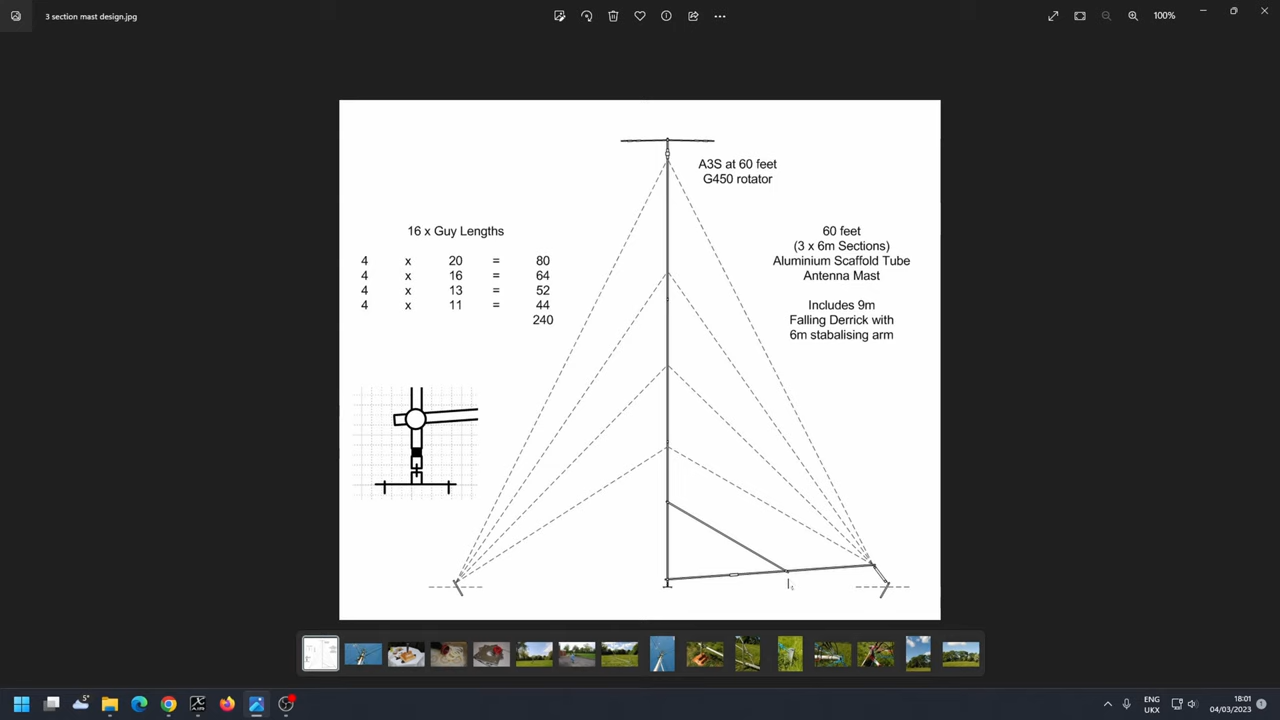 3 section mast design.jpg
100%
A3S at 60 feet
G450 rotator
16 x Guy Lengths
4 x 20 = 80
4 x 16 = 64
4 x 13 = 52
4 x 11 = 44
240
60 feet
(3 x 6m Sections)
Aluminium Scaffold Tube
Antenna Mast
Includes 9m
Falling Derrick with
6m stabalising arm
5°
ENG
UKX
18:01
04/03/2023